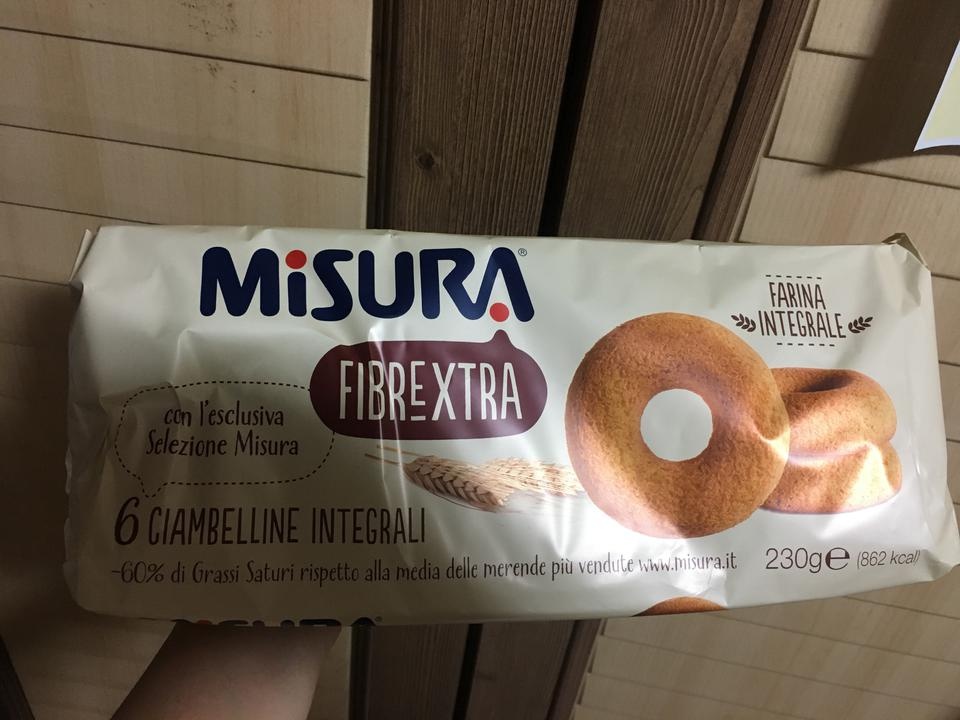 MiSURA®
FARINA
INTEGRALE
FIBREXTRA
con l'esclusiva
Selezione Misura
6 CIAMBELLINE INTEGRALI
-60% di Grassi Saturi rispetto alla media delle merende più vendute www.misura.it
230g℮ (862 kcal)